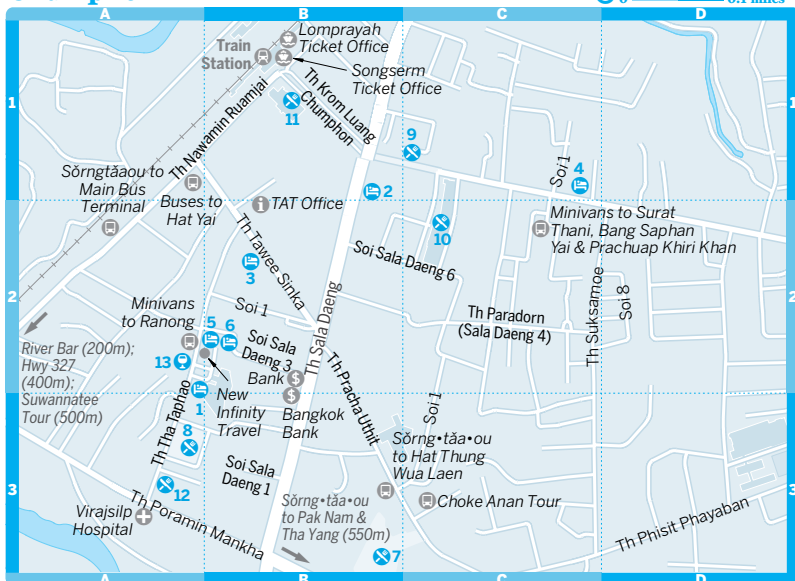 A
B
C
D
1
1
2
2
3
3
A
B
C
D
Lomprayah
Ticket Office
Train
Station
Songserm
Ticket Office
Th Krom Luang
Chumphon
11
Th Nawamin Ruamjai
9
Soi 1
4
Sŏrngtăaou to
Main Bus
Terminal
Buses to
Hat Yai
TAT Office
2
10
Minivans to Surat
Thani, Bang Saphan
Yai & Prachuap Khiri Khan
Th Tawee Sinka
3
Soi Sala Daeng 6
Minivans
to Ranong
Soi 1
Th Sala Daeng
Th Paradorn
(Sala Daeng 4)
Th Suksamoe
Soi 8
5
6
Soi Sala
Daeng 3
River Bar (200m);
Hwy 327
(400m);
Suwannatee
Tour (500m)
13
Bank
1
New
Infinity
Travel
Bangkok
Bank
Th Pracha Uthit
Soi 1
Th Tha Taphao
8
Soi Sala
Daeng 1
Sŏrng•tăa•ou
to Hat Thung
Wua Laen
12
Virajsilp
Hospital
Th Poramin Mankha
Sŏrng•tăa•ou
to Pak Nam &
Tha Yang (550m)
Choke Anan Tour
7
Th Phisit Phayaban